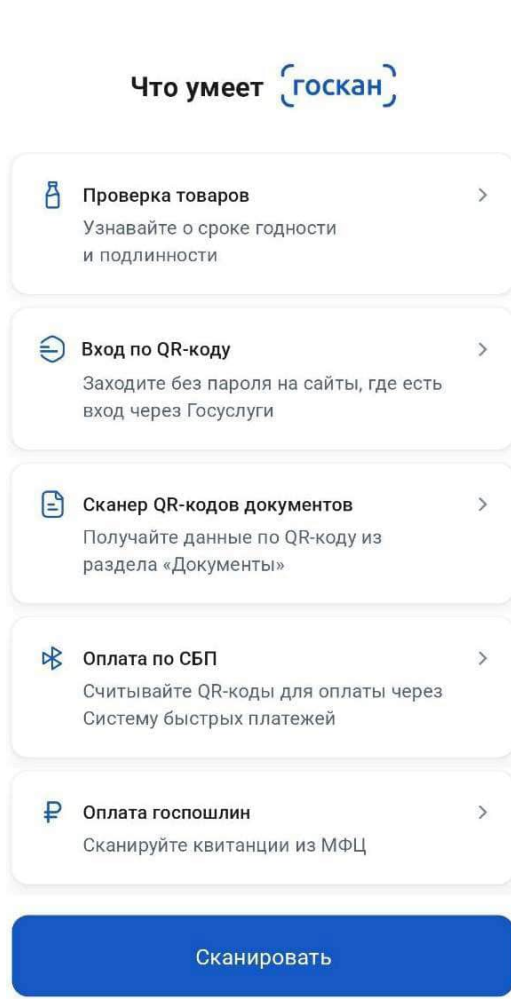 Что умеет госкан
Проверка товаров
Узнавайте о сроке годности
и подлинности
Вход по QR-коду
Заходите без пароля на сайты, где есть
вход через Госуслуги
Сканер QR-кодов документов
Получайте данные по QR-коду из
раздела «Документы»
Оплата по СБП
Считывайте QR-коды для оплаты через
Систему быстрых платежей
Оплата госпошлин
Сканируйте квитанции из МФЦ
Сканировать